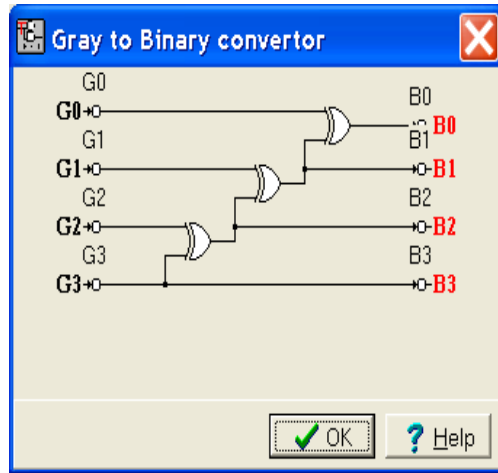 Gray to Binary convertor
G0
B0
G0 B0
G1
B1
G1 B1
G2
B2
G2 B2
G3
B3
G3 B3
OK
? Help